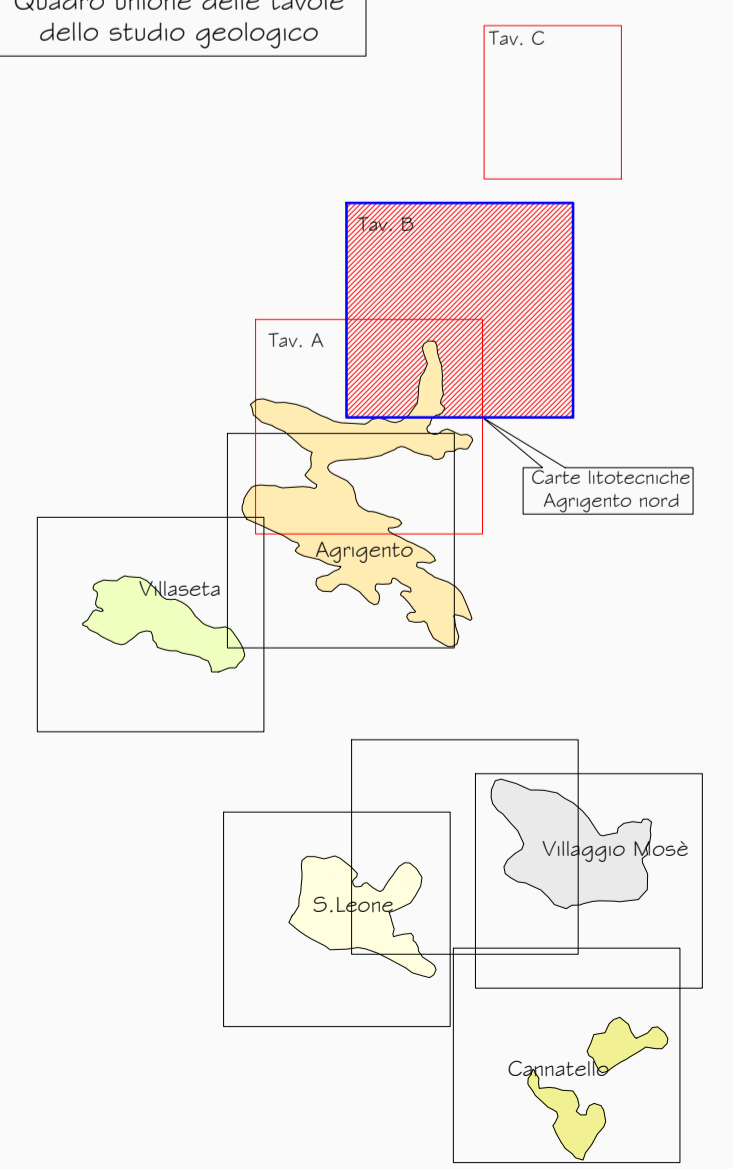 Quadro unione delle tavole
dello studio geologico
Tav. C
Tav. B
Tav. A
Carte litotecniche
Agrigento nord
Agrigento
Villaseta
Villaggio Mosè
S.Leone
Cannatello